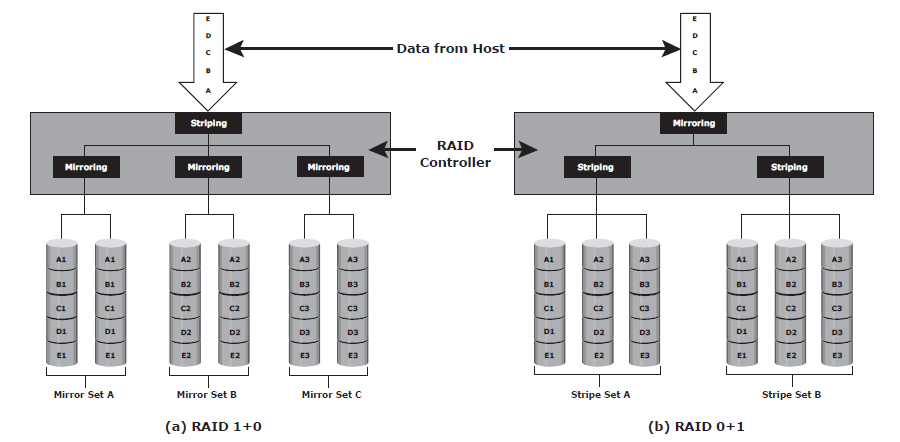 E E
D D
C Data from Host C
B B
A A
Striping Mirroring
RAID
Controller
Mirroring Mirroring Mirroring Striping Striping
A1 A1 A2 A2 A3 A3 A1 A2 A3 A1 A2 A3
B1 B1 B2 B2 B3 B3 B1 B2 B3 B1 B2 B3
C1 C1 C2 C2 C3 C3 C1 C2 C3 C1 C2 C3
D1 D1 D2 D2 D3 D3 D1 D2 D3 D1 D2 D3
E1 E1 E2 E2 E3 E3 E1 E2 E3 E1 E2 E3
Mirror Set A Mirror Set B Mirror Set C Stripe Set A Stripe Set B
(a) RAID 1+0 (b) RAID 0+1